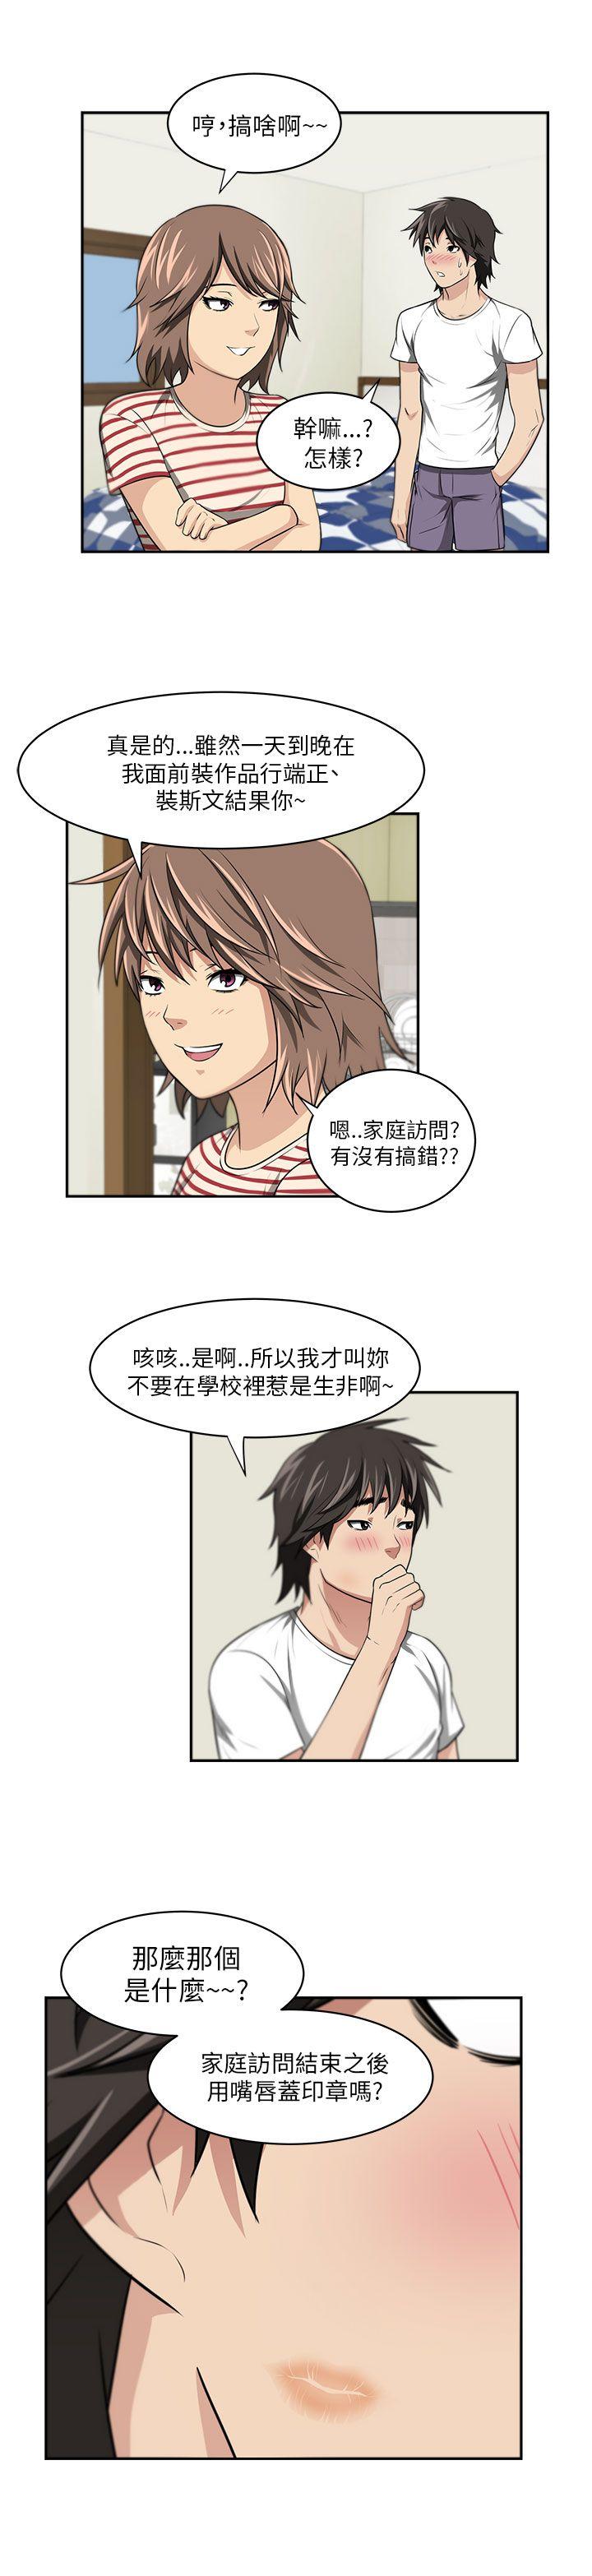 哼，搞啥啊~~
幹嘛...?
怎樣?
真是的...雖然一天到晚在
我面前裝作品行端正、
裝斯文結果你~
嗯..家庭訪問?
有沒有搞錯??
咳咳..是啊..所以我才叫妳
不要在學校裡惹是生非啊~
那麼那個
是什麼~~?
家庭訪問結束之後
用嘴唇蓋印章嗎?